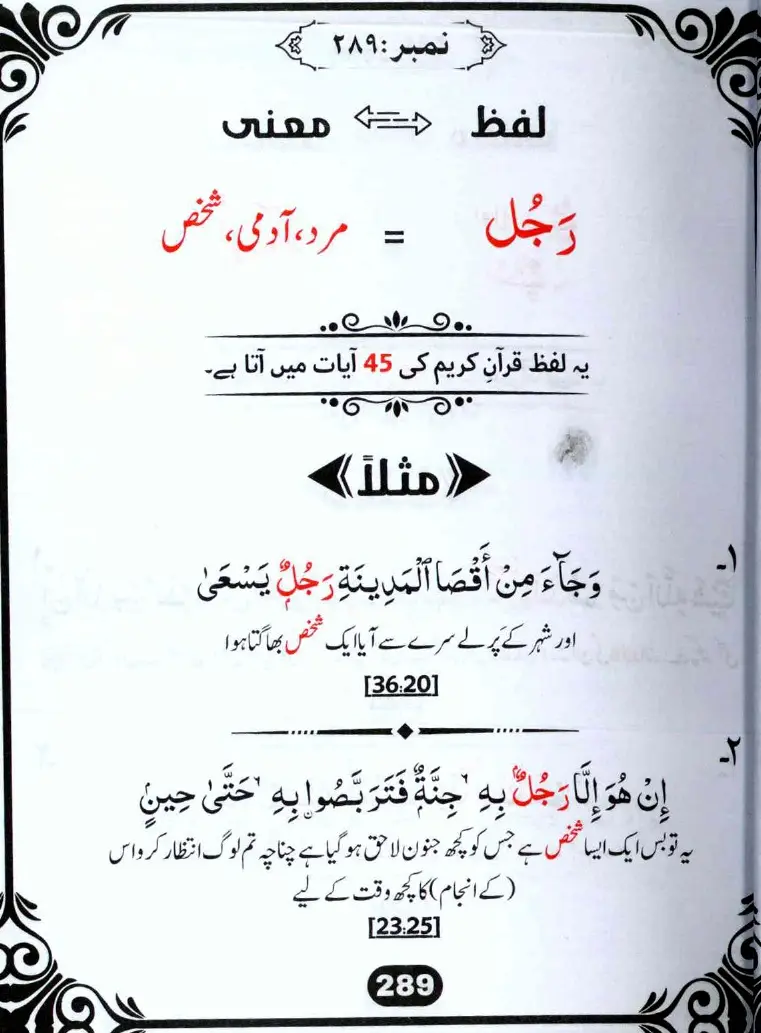 نمبر:۲۸۹
لفظ ⇐⇒ معنی
رَجُل = مرد، آدمی، شخص
یہ لفظ قرآنِ کریم کی 45 آیات میں آتا ہے۔
مثلاً
۱۔
وَجَآءَ مِنْ أَقْصَا ٱلْمَدِينَةِ رَجُلٌ يَسْعَىٰ
اور شہر کے پَرلے سرے سے آیا ایک شخص بھاگتا ہوا
[36:20]
۲۔
إِنْ هُوَ إِلَّا رَجُلٌۢ بِهِۦ جِنَّةٌ فَتَرَبَّصُوا۟ بِهِۦ حَتَّىٰ حِينٍ
یہ تو بس ایک ایسا شخص ہے جس کو کچھ جنون لاحق ہو گیا ہے چناچہ تم لوگ انتظار کرو اس
(کے انجام) کا کچھ وقت کے لیے
[23:25]
289